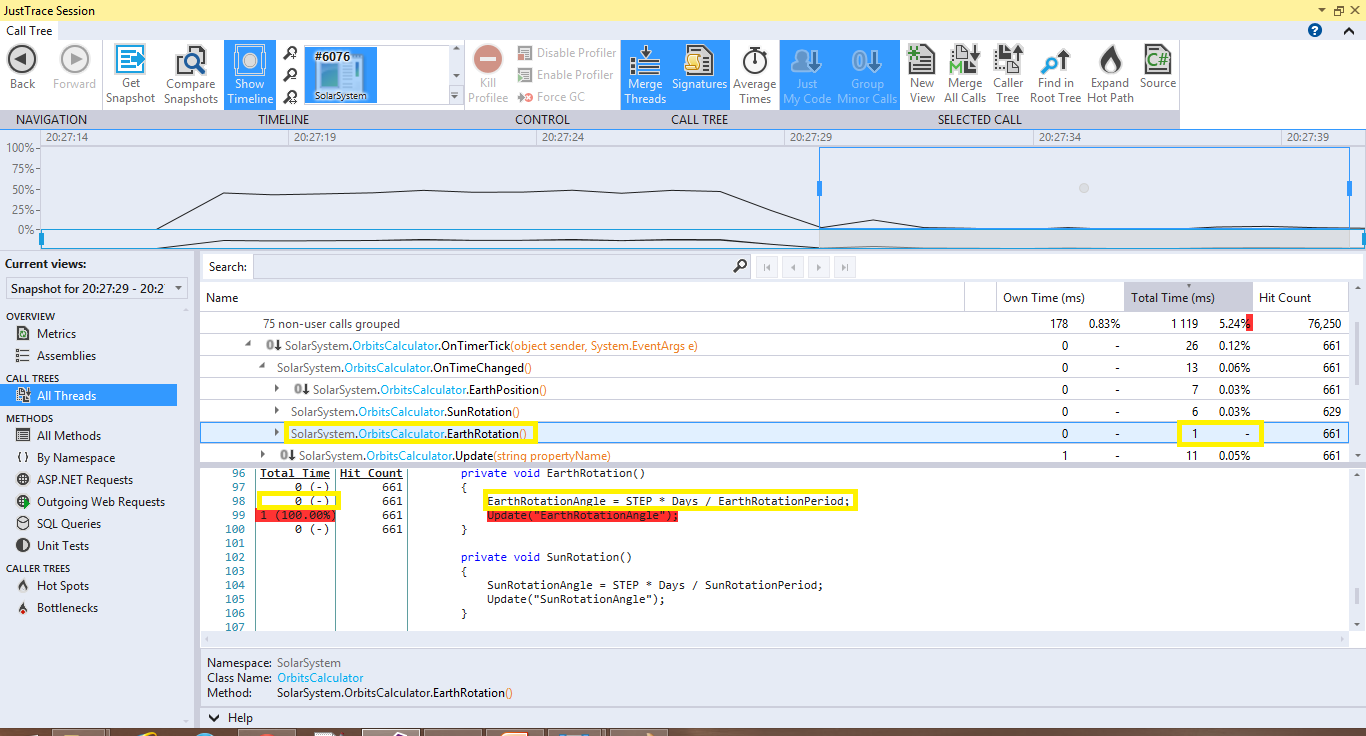 JustTrace Session
Call Tree
Back
Forward
Get Snapshot
Compare Snapshots
Show Timeline
#6076
SolarSystem
Kill Profilee
Disable Profiler
Enable Profiler
Force GC
Merge Threads
Signatures
Average Times
Just My Code
Group Minor Calls
New View
Merge All Calls
Caller Tree
Find in Root Tree
Expand Hot Path
Source
NAVIGATION TIMELINE CONTROL CALL TREE SELECTED CALL
20:27:14 20:27:19 20:27:24 20:27:29 20:27:34 20:27:39
100%
75%
50%
25%
0%
Current views:
Snapshot for 20:27:29 - 20:2
OVERVIEW
Metrics
Assemblies
CALL TREES
All Threads
METHODS
All Methods
By Namespace
ASP.NET Requests
Outgoing Web Requests
SQL Queries
Unit Tests
CALLER TREES
Hot Spots
Bottlenecks
Search:
Name Own Time (ms) Total Time (ms) Hit Count
75 non-user calls grouped 178 0.83% 1 119 5.24% 76,250
SolarSystem.OrbitsCalculator.OnTimerTick(object sender, System.EventArgs e) 0 - 26 0.12% 661
SolarSystem.OrbitsCalculator.OnTimeChanged() 0 - 13 0.06% 661
SolarSystem.OrbitsCalculator.EarthPosition() 0 - 7 0.03% 661
SolarSystem.OrbitsCalculator.SunRotation() 0 - 6 0.03% 629
SolarSystem.OrbitsCalculator.EarthRotation() 0 - 1 - 661
SolarSystem.OrbitsCalculator.Update(string propertyName) 1 - 11 0.05% 661
96 Total Time Hit Count private void EarthRotation()
97 0 (-) 661 {
98 0 (-) 661 EarthRotationAngle = STEP * Days / EarthRotationPeriod;
99 1 (100.00%) 661 Update("EarthRotationAngle");
100 0 (-) 661 }
101
102 private void SunRotation()
103 {
104 SunRotationAngle = STEP * Days / SunRotationPeriod;
105 Update("SunRotationAngle");
106 }
107
Namespace: SolarSystem
Class Name: OrbitsCalculator
Method: SolarSystem.OrbitsCalculator.EarthRotation()
Help